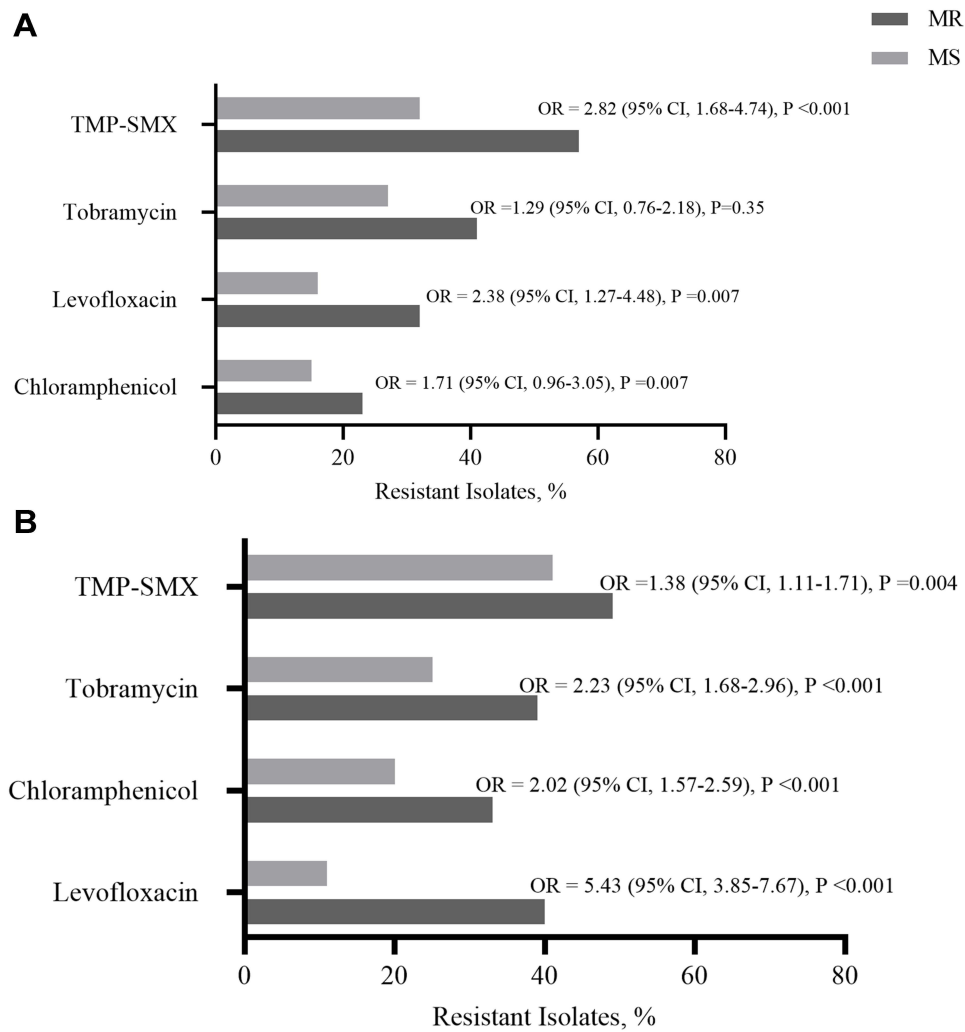 A
MR
MS
TMP-SMX
OR = 2.82 (95% CI, 1.68-4.74), P <0.001
Tobramycin
OR =1.29 (95% CI, 0.76-2.18), P=0.35
Levofloxacin
OR = 2.38 (95% CI, 1.27-4.48), P =0.007
Chloramphenicol
OR = 1.71 (95% CI, 0.96-3.05), P =0.007
0 20 40 60 80
Resistant Isolates, %
B
TMP-SMX
OR =1.38 (95% CI, 1.11-1.71), P =0.004
Tobramycin
OR = 2.23 (95% CI, 1.68-2.96), P <0.001
Chloramphenicol
OR = 2.02 (95% CI, 1.57-2.59), P <0.001
Levofloxacin
OR = 5.43 (95% CI, 3.85-7.67), P <0.001
0 20 40 60 80
Resistant Isolates, %